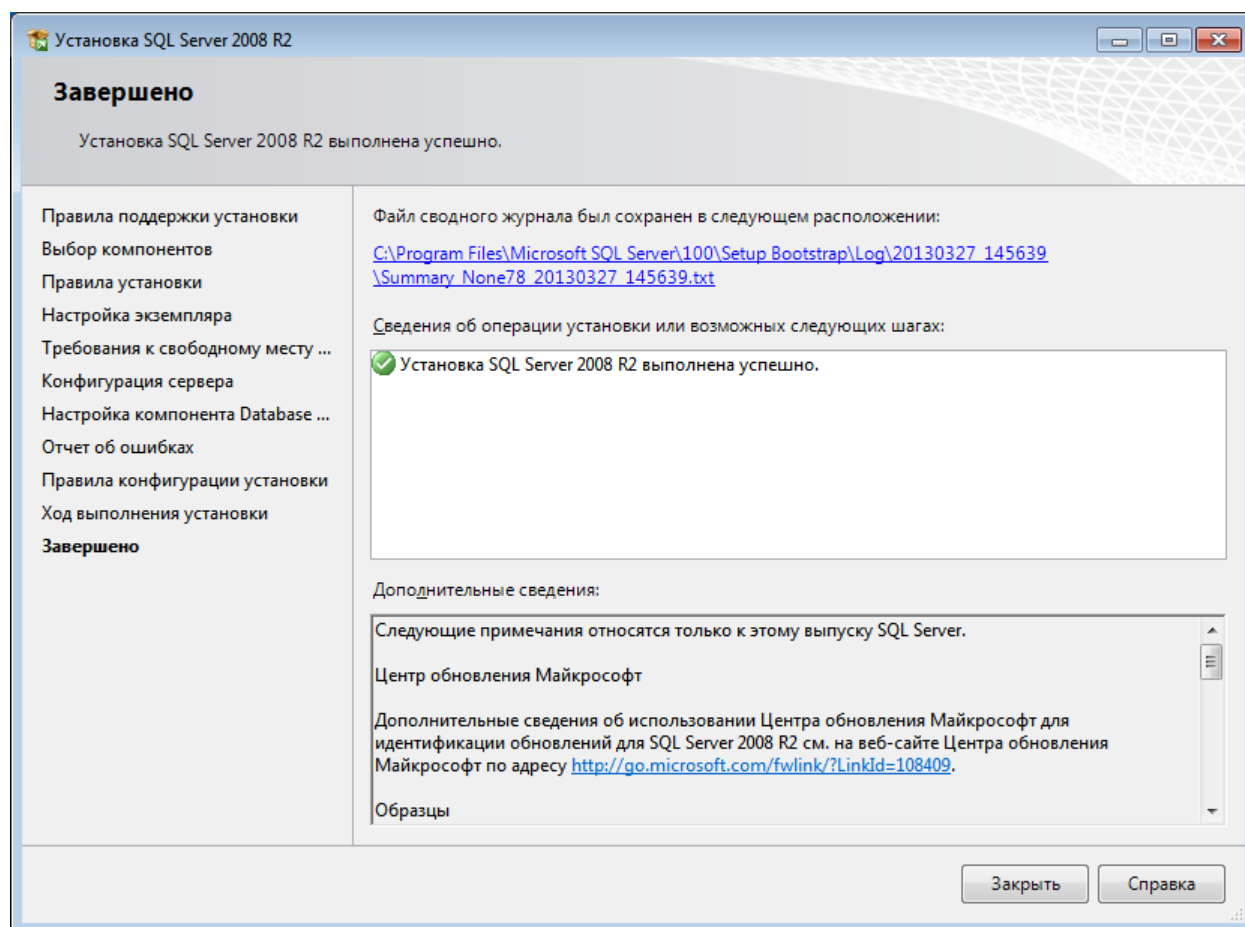 Установка SQL Server 2008 R2
Завершено
Установка SQL Server 2008 R2 выполнена успешно.
Правила поддержки установки
Выбор компонентов
Правила установки
Настройка экземпляра
Требования к свободному месту ...
Конфигурация сервера
Настройка компонента Database ...
Отчет об ошибках
Правила конфигурации установки
Ход выполнения установки
Завершено
Файл сводного журнала был сохранен в следующем расположении:
C:\Program Files\Microsoft SQL Server\100\Setup Bootstrap\Log\20130327_145639
\Summary_None78_20130327_145639.txt
Сведения об операции установки или возможных следующих шагах:
Установка SQL Server 2008 R2 выполнена успешно.
Дополнительные сведения:
Следующие примечания относятся только к этому выпуску SQL Server.
Центр обновления Майкрософт
Дополнительные сведения об использовании Центра обновления Майкрософт для
идентификации обновлений для SQL Server 2008 R2 см. на веб-сайте Центра обновления
Майкрософт по адресу http://go.microsoft.com/fwlink/?LinkId=108409.
Образцы
Закрыть
Справка